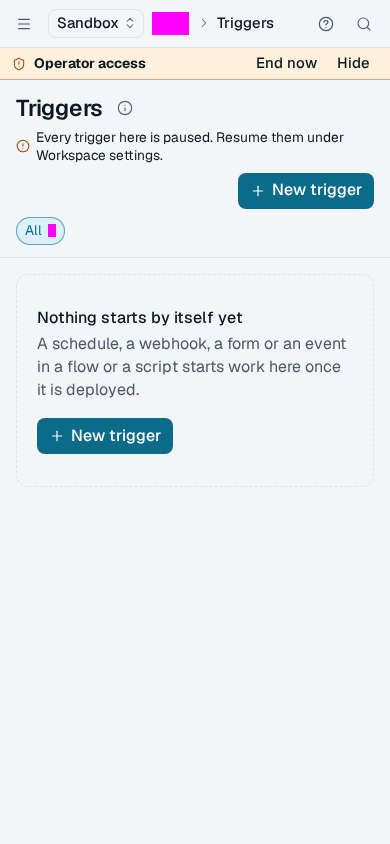 Sandbox
Triggers
Operator access
End now
Hide
Triggers
Every trigger here is paused. Resume them under
Workspace settings.
New trigger
All
Nothing starts by itself yet
A schedule, a webhook, a form or an event
in a flow or a script starts work here once
it is deployed.
New trigger